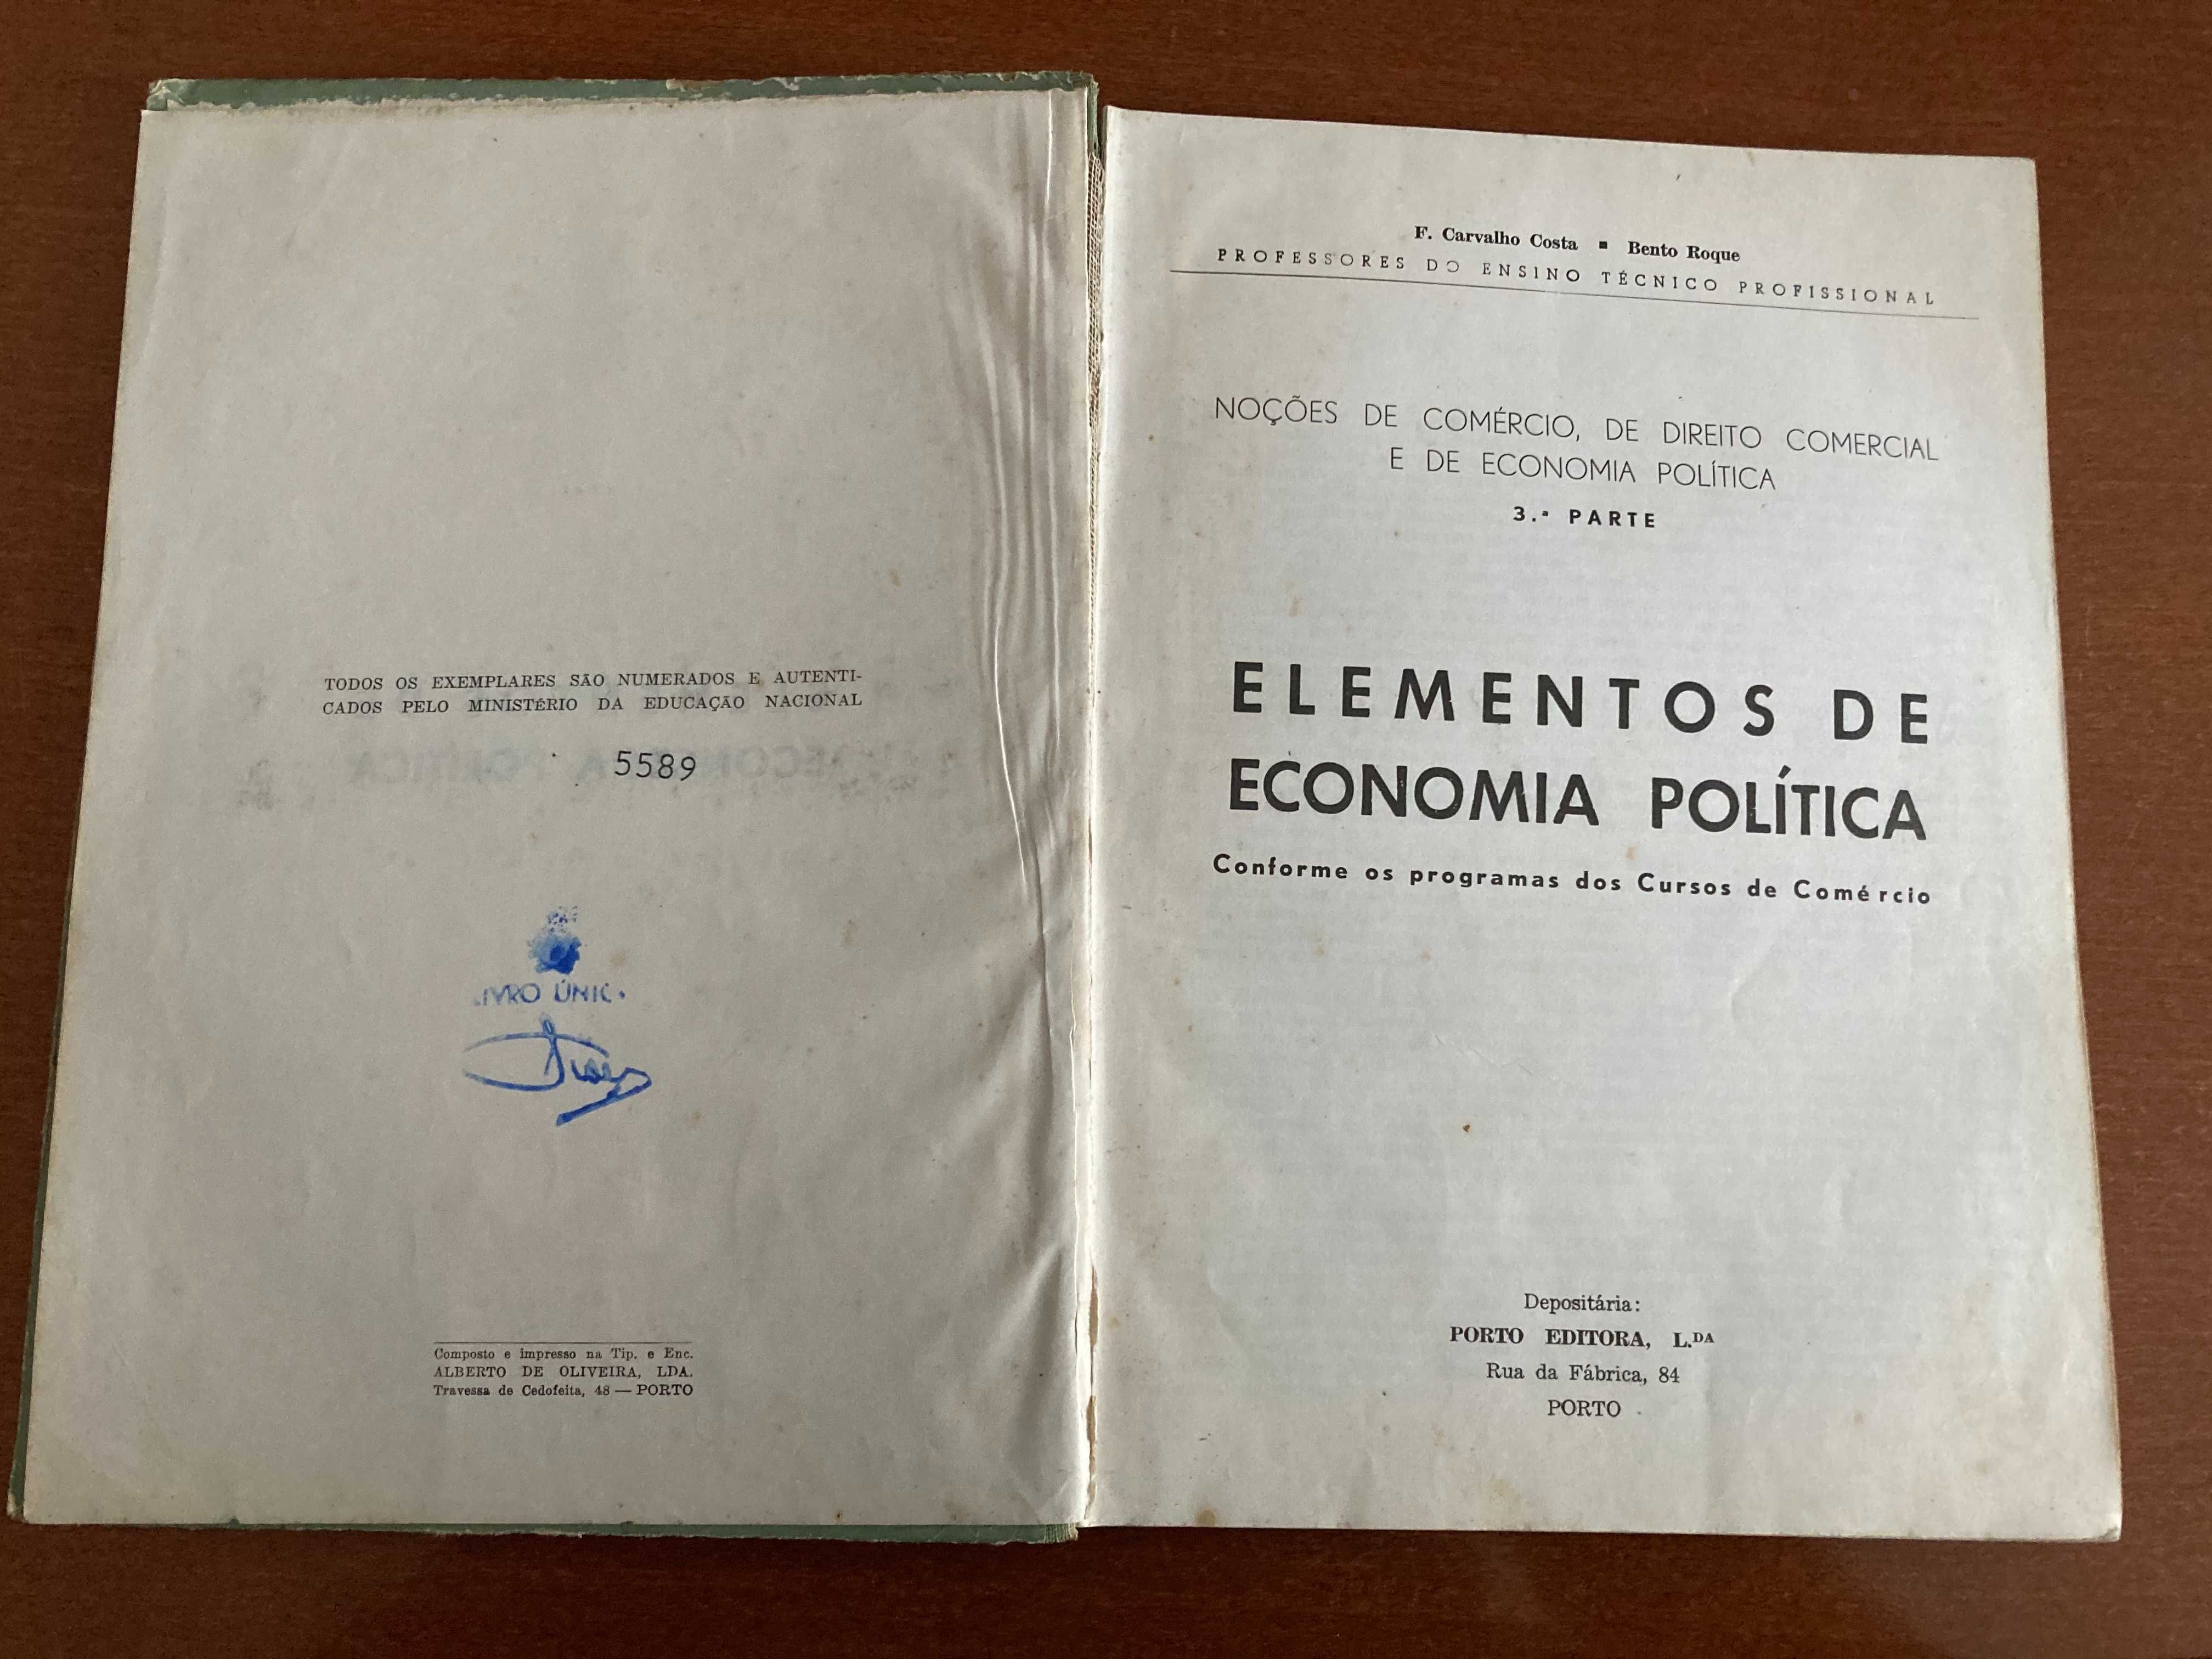 TODOS OS EXEMPLARES SÃO NUMERADOS E AUTENTI-
CADOS PELO MINISTÉRIO DA EDUCAÇÃO NACIONAL
5589
LIVRO ÚNIC
Composto e impresso na Tip. e Enc.
ALBERTO DE OLIVEIRA, LDA.
Travessa de Cedofeita, 48 — PORTO
F. Carvalho Costa ▪ Bento Roque
PROFESSORES DO ENSINO TÉCNICO PROFISSIONAL
NOÇÕES DE COMÉRCIO, DE DIREITO COMERCIAL
E DE ECONOMIA POLÍTICA
3.ª PARTE
ELEMENTOS DE
ECONOMIA POLÍTICA
Conforme os programas dos Cursos de Comércio
Depositária:
PORTO EDITORA, L.DA
Rua da Fábrica, 84
PORTO